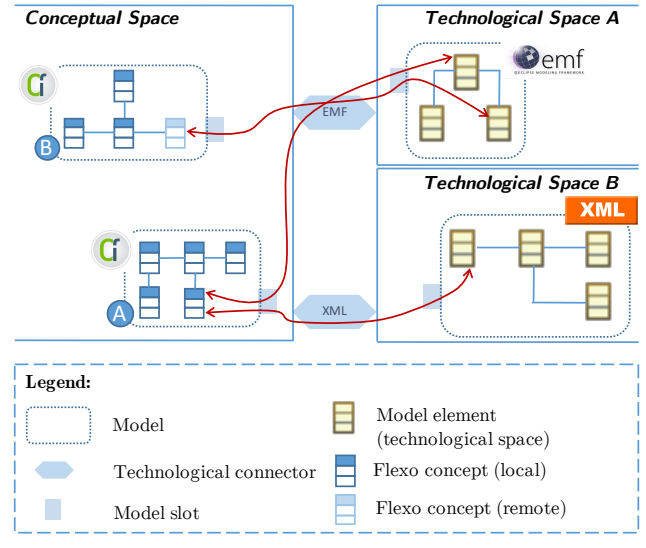 Conceptual Space
Technological Space A
emf
ECLIPSE MODELING FRAMEWORK
EMF
B
Technological Space B
XML
A
XML
Legend:
Model
Model element
(technological space)
Technological connector
Flexo concept (local)
Model slot
Flexo concept (remote)